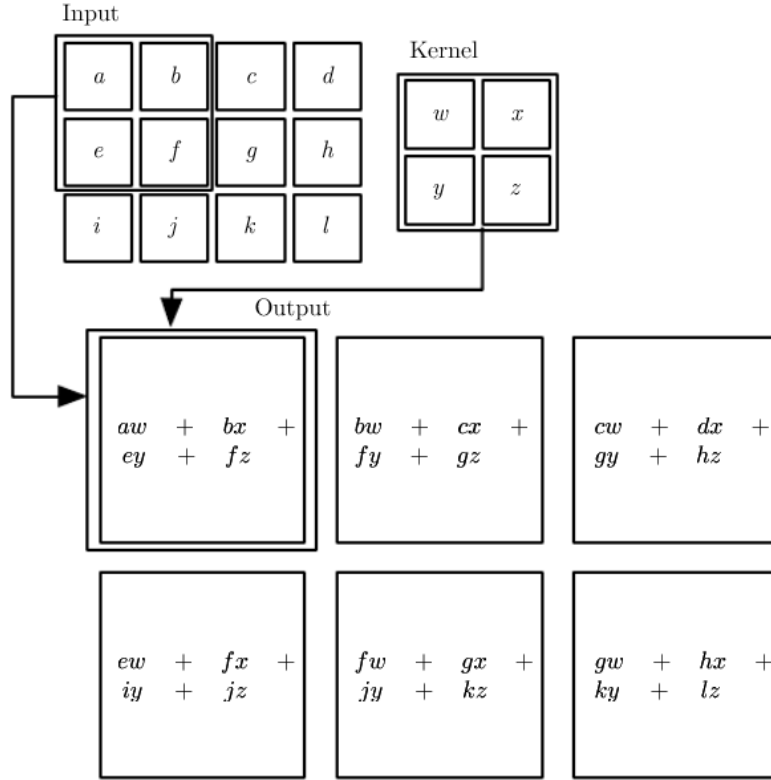 Input
a b c d
e f g h
i j k l
Kernel
w x
y z
Output
aw + bx +
ey + fz
bw + cx +
fy + gz
cw + dx +
gy + hz
ew + fx +
iy + jz
fw + gx +
jy + kz
gw + hx +
ky + lz